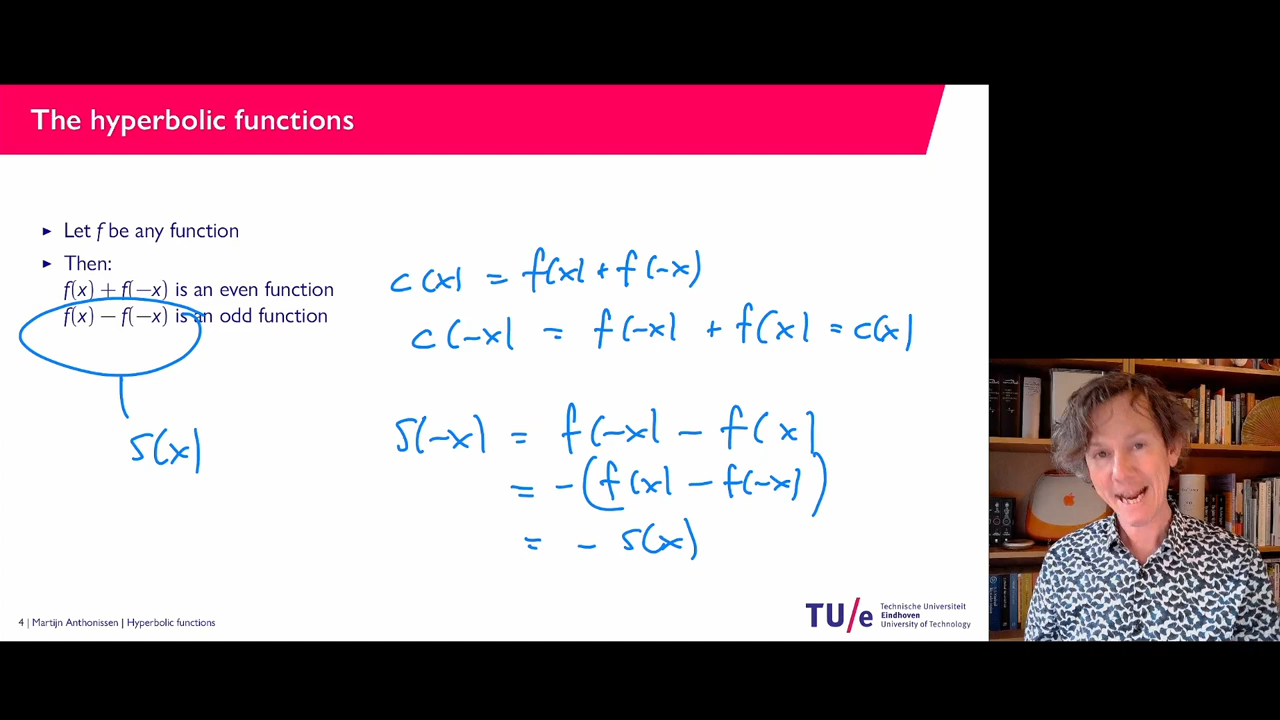 The hyperbolic functions
▸ Let f be any function
▸ Then:
f(x) + f(−x) is an even function
f(x) − f(−x) is an odd function
s(x)
c(x) = f(x) + f(-x)
c(-x) = f(-x) + f(x) = c(x)
s(-x) = f(-x) - f(x)
= -(f(x) - f(-x))
= - s(x)
4 | Martijn Anthonissen | Hyperbolic functions
TU/e Technische Universiteit
Eindhoven
University of Technology